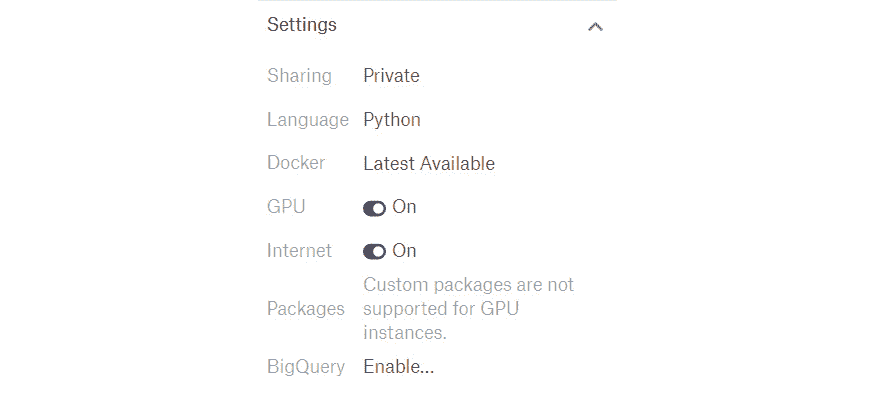 Settings
Sharing Private
Language Python
Docker Latest Available
GPU On
Internet On
Packages Custom packages are not
supported for GPU
instances.
BigQuery Enable...